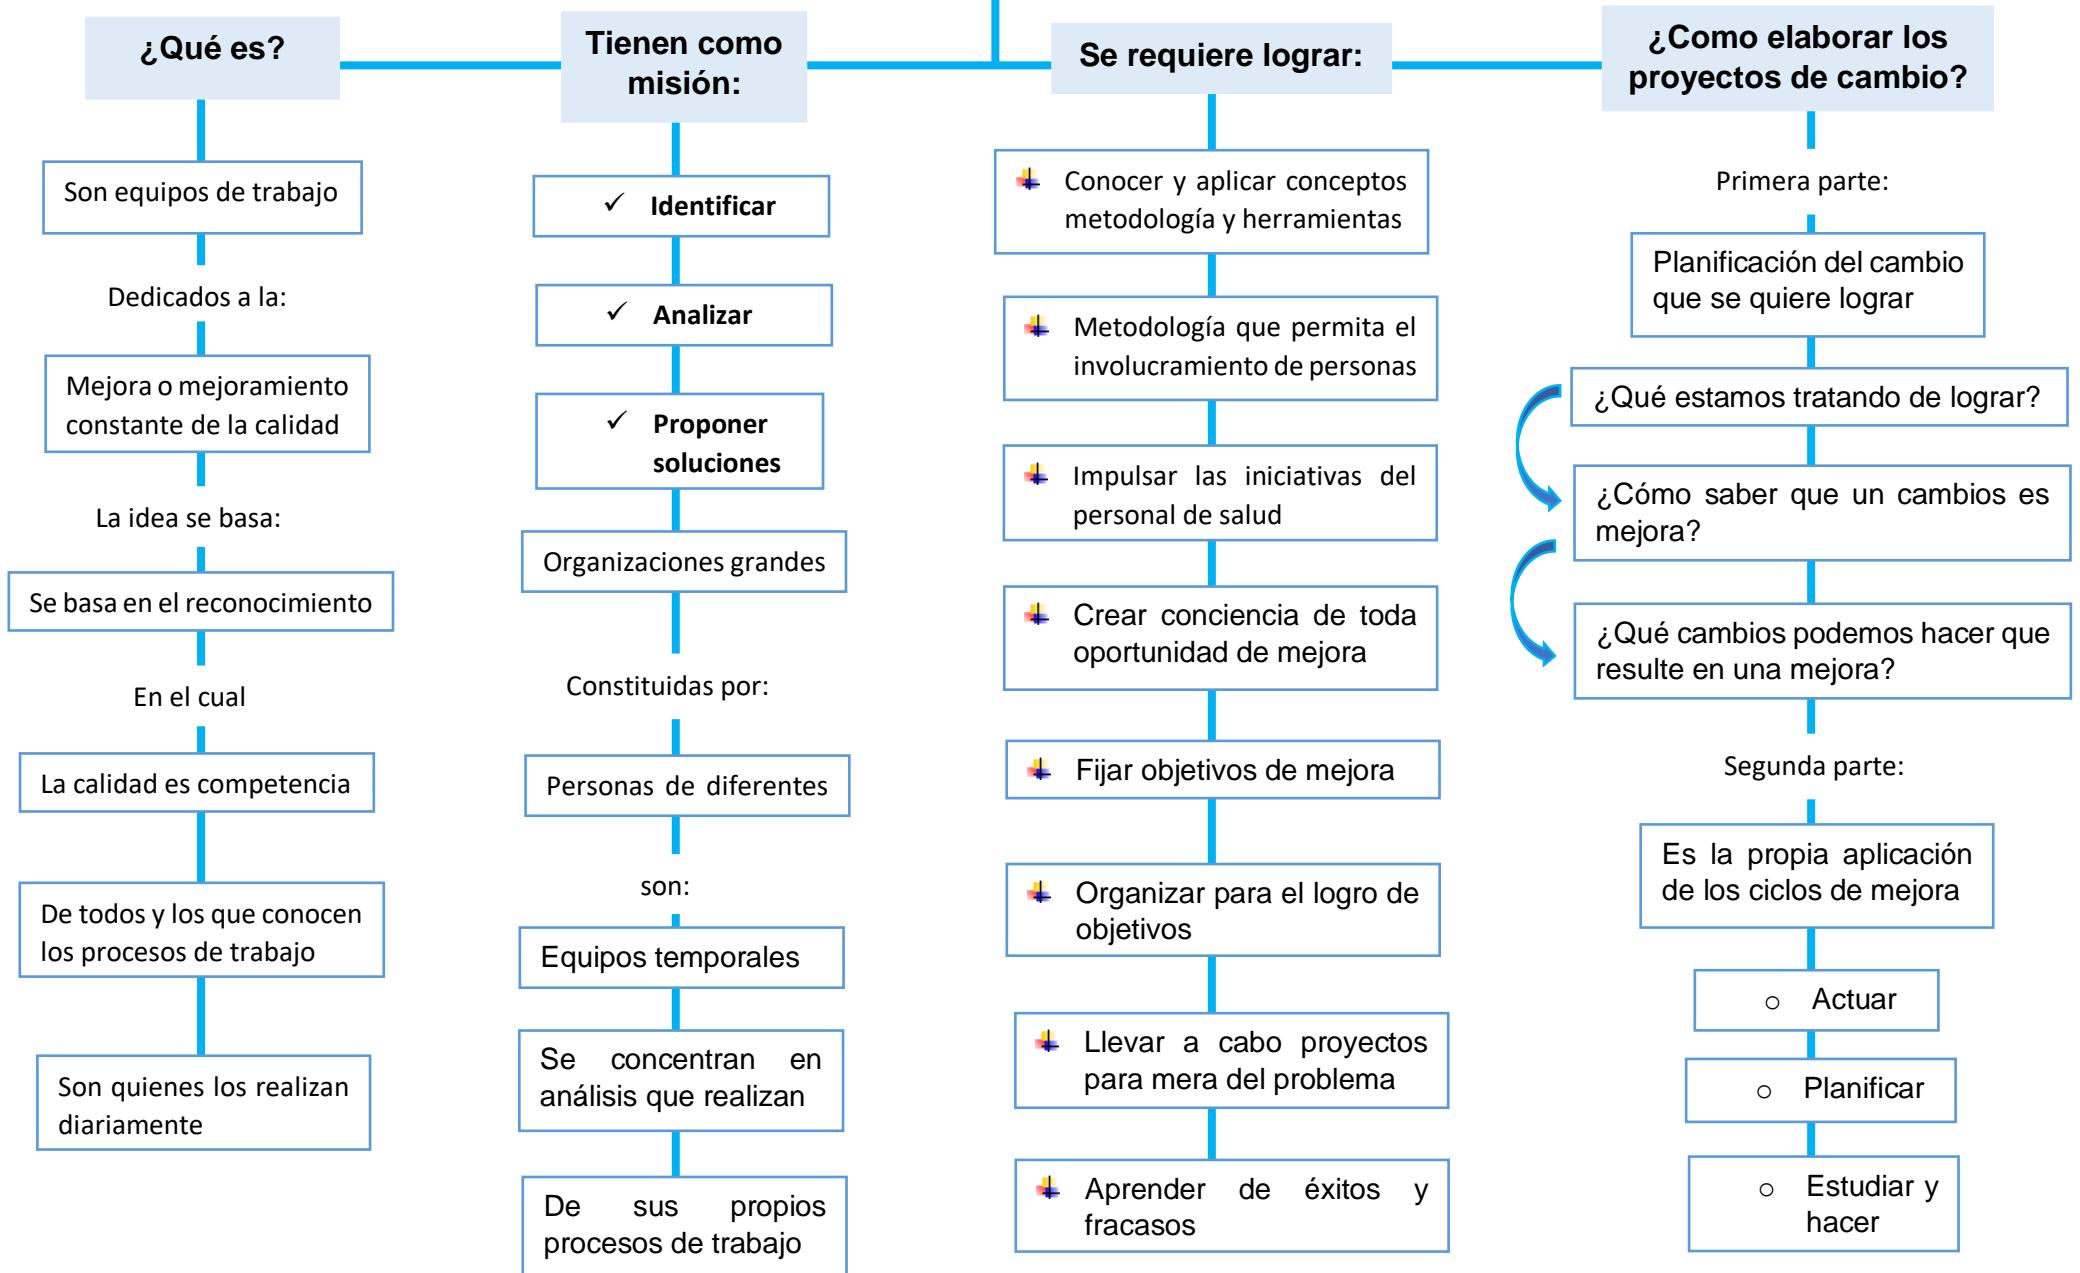 ¿Qué es?
Son equipos de trabajo
Dedicados a la:
Mejora o mejoramiento
constante de la calidad
La idea se basa:
Se basa en el reconocimiento
En el cual
La calidad es competencia
De todos y los que conocen
los procesos de trabajo
Son quienes los realizan
diariamente
Tienen como
misión:
✓ Identificar
✓ Analizar
✓ Proponer
soluciones
Organizaciones grandes
Constituidas por:
Personas de diferentes
son:
Equipos temporales
Se concentran en
análisis que realizan
De sus propios
procesos de trabajo
Se requiere lograr:
Conocer y aplicar conceptos
metodología y herramientas
Metodología que permita el
involucramiento de personas
Impulsar las iniciativas del
personal de salud
Crear conciencia de toda
oportunidad de mejora
Fijar objetivos de mejora
Organizar para el logro de
objetivos
Llevar a cabo proyectos
para mera del problema
Aprender de éxitos y
fracasos
¿Como elaborar los
proyectos de cambio?
Primera parte:
Planificación del cambio
que se quiere lograr
¿Qué estamos tratando de lograr?
¿Cómo saber que un cambios es
mejora?
¿Qué cambios podemos hacer que
resulte en una mejora?
Segunda parte:
Es la propia aplicación
de los ciclos de mejora
o Actuar
o Planificar
o Estudiar y
hacer